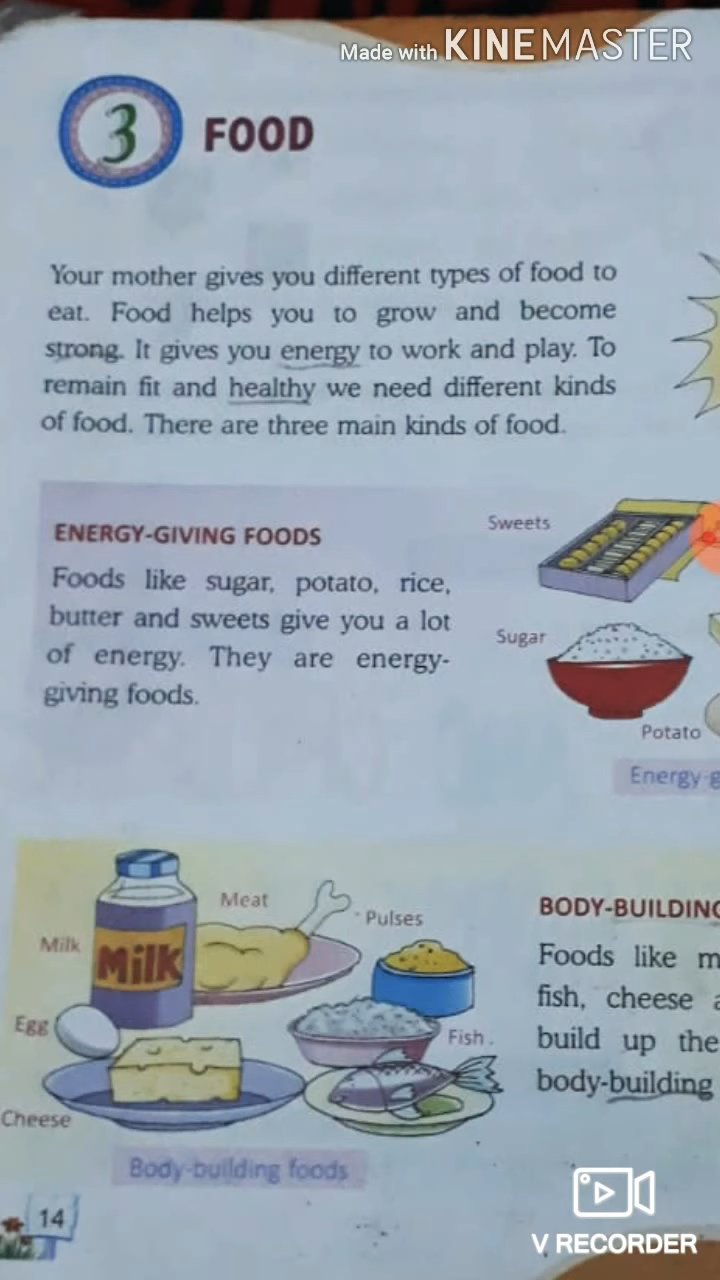 Made with KINEMASTER
3 FOOD
Your mother gives you different types of food to
eat. Food helps you to grow and become
strong. It gives you energy to work and play. To
remain fit and healthy we need different kinds
of food. There are three main kinds of food.
ENERGY-GIVING FOODS
Foods like sugar, potato, rice,
butter and sweets give you a lot
of energy. They are energy-
giving foods.
Sweets
Sugar
Potato
Energy
Meat
Pulses
Milk
Milk
Egg
Fish
Cheese
Body-building foods
BODY-BUILDING
Foods like
fish, cheese
build up the
body-building
14
V RECORDER